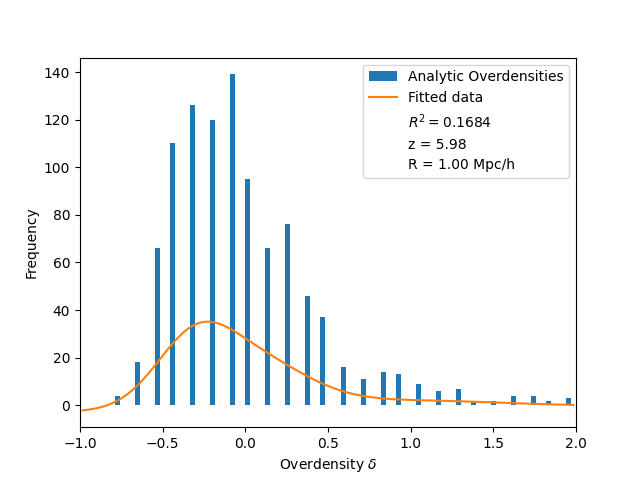 Analytic Overdensities
Fitted data
R² = 0.1684
z = 5.98
R = 1.00 Mpc/h
140
120
100
80
60
40
20
0
Frequency
−1.0 −0.5 0.0 0.5 1.0 1.5 2.0
Overdensity δ